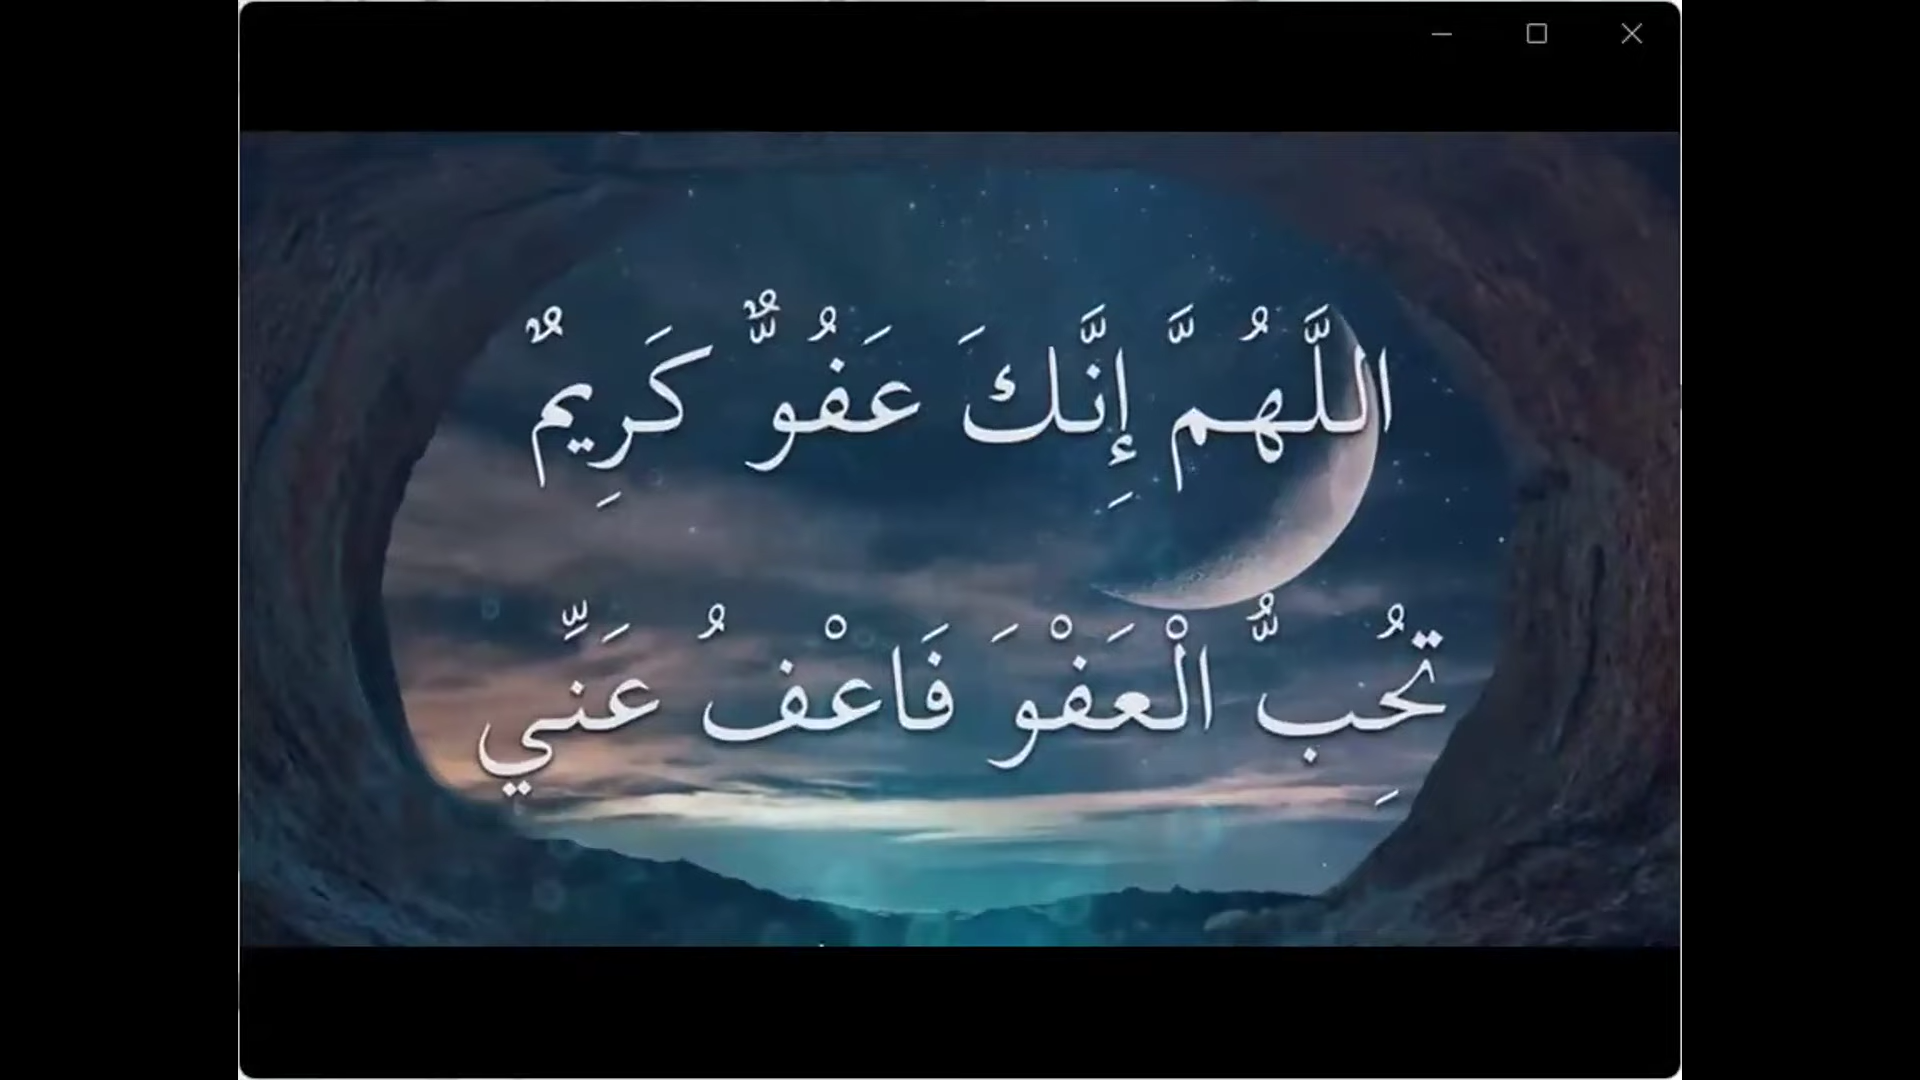 اللَّهُمَّ إِنَّكَ عَفُوٌّ كَرِيمٌ
تُحِبُّ الْعَفْوَ فَاعْفُ عَنِّي